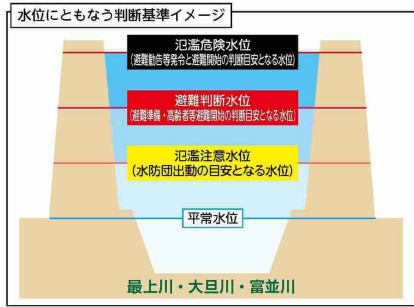 水位にともなう判断基準イメージ
氾濫危険水位
(避難勧告等発令と避難開始の判断目安となる水位)
避難判断水位
(避難準備・高齢者等避難開始の判断目安となる水位)
氾濫注意水位
(水防団出動の目安となる水位)
平常水位
最上川・大旦川・富並川